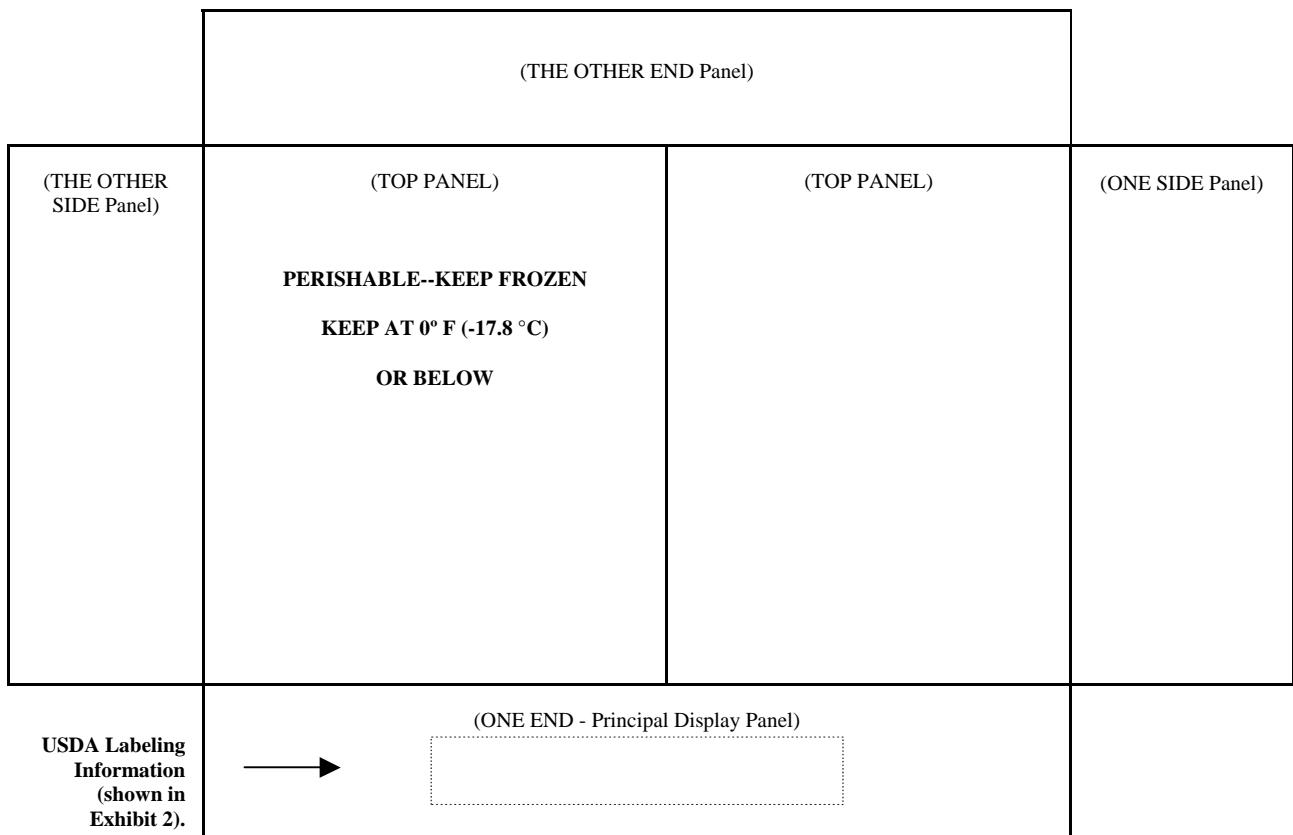 (THE OTHER END Panel)
(THE OTHER
SIDE Panel)
(TOP PANEL)
PERISHABLE--KEEP FROZEN
KEEP AT 0º F (-17.8 °C)
OR BELOW
(TOP PANEL)
(ONE SIDE Panel)
(ONE END - Principal Display Panel)
USDA Labeling
Information
(shown in
Exhibit 2).